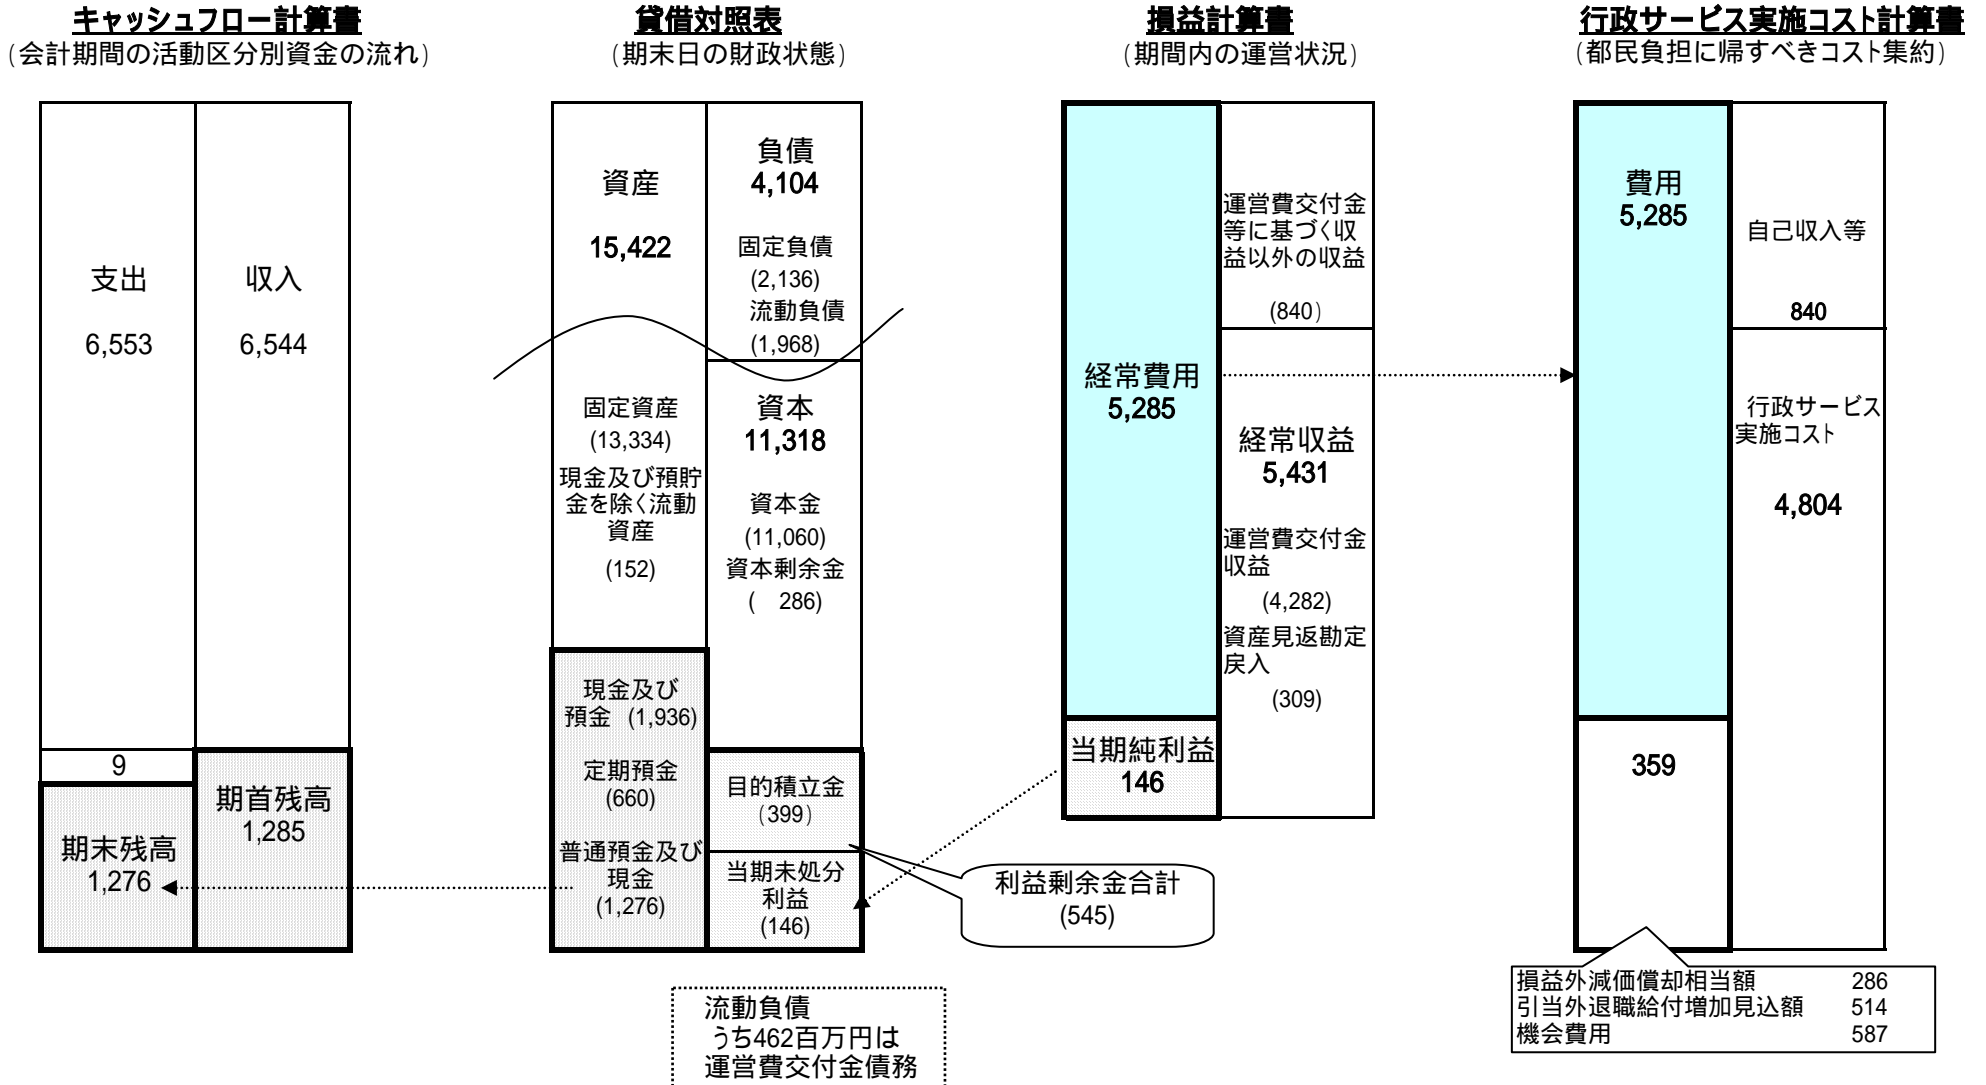 キャッシュフロー計算書
(会計期間の活動区分別資金の流れ)
支出
6,553
収入
6,544
9
期末残高
1,276
期首残高
1,285
貸借対照表
(期末日の財政状態)
資産
15,422
固定資産
(13,334)
現金及び預貯
金を除く流動
資産
(152)
現金及び
預金 (1,936)
定期預金
(660)
普通預金及び
現金
(1,276)
負債
4,104
固定負債
(2,136)
流動負債
(1,968)
資本
11,318
資本金
(11,060)
資本剰余金
( 286)
目的積立金
(399)
当期未処分
利益
(146)
利益剰余金合計
(545)
流動負債
うち462百万円は
運営費交付金債務
損益計算書
(期間内の運営状況)
経常費用
5,285
当期純利益
146
運営費交付金
等に基づく収
益以外の収益
(840)
経常収益
5,431
運営費交付金
収益
(4,282)
資産見返勘定
戻入
(309)
行政サービス実施コスト計算書
(都民負担に帰すべきコスト集約)
費用
5,285
359
自己収入等
840
行政サービス
実施コスト
4,804
損益外減価償却相当額 286
引当外退職給付増加見込額 514
機会費用 587